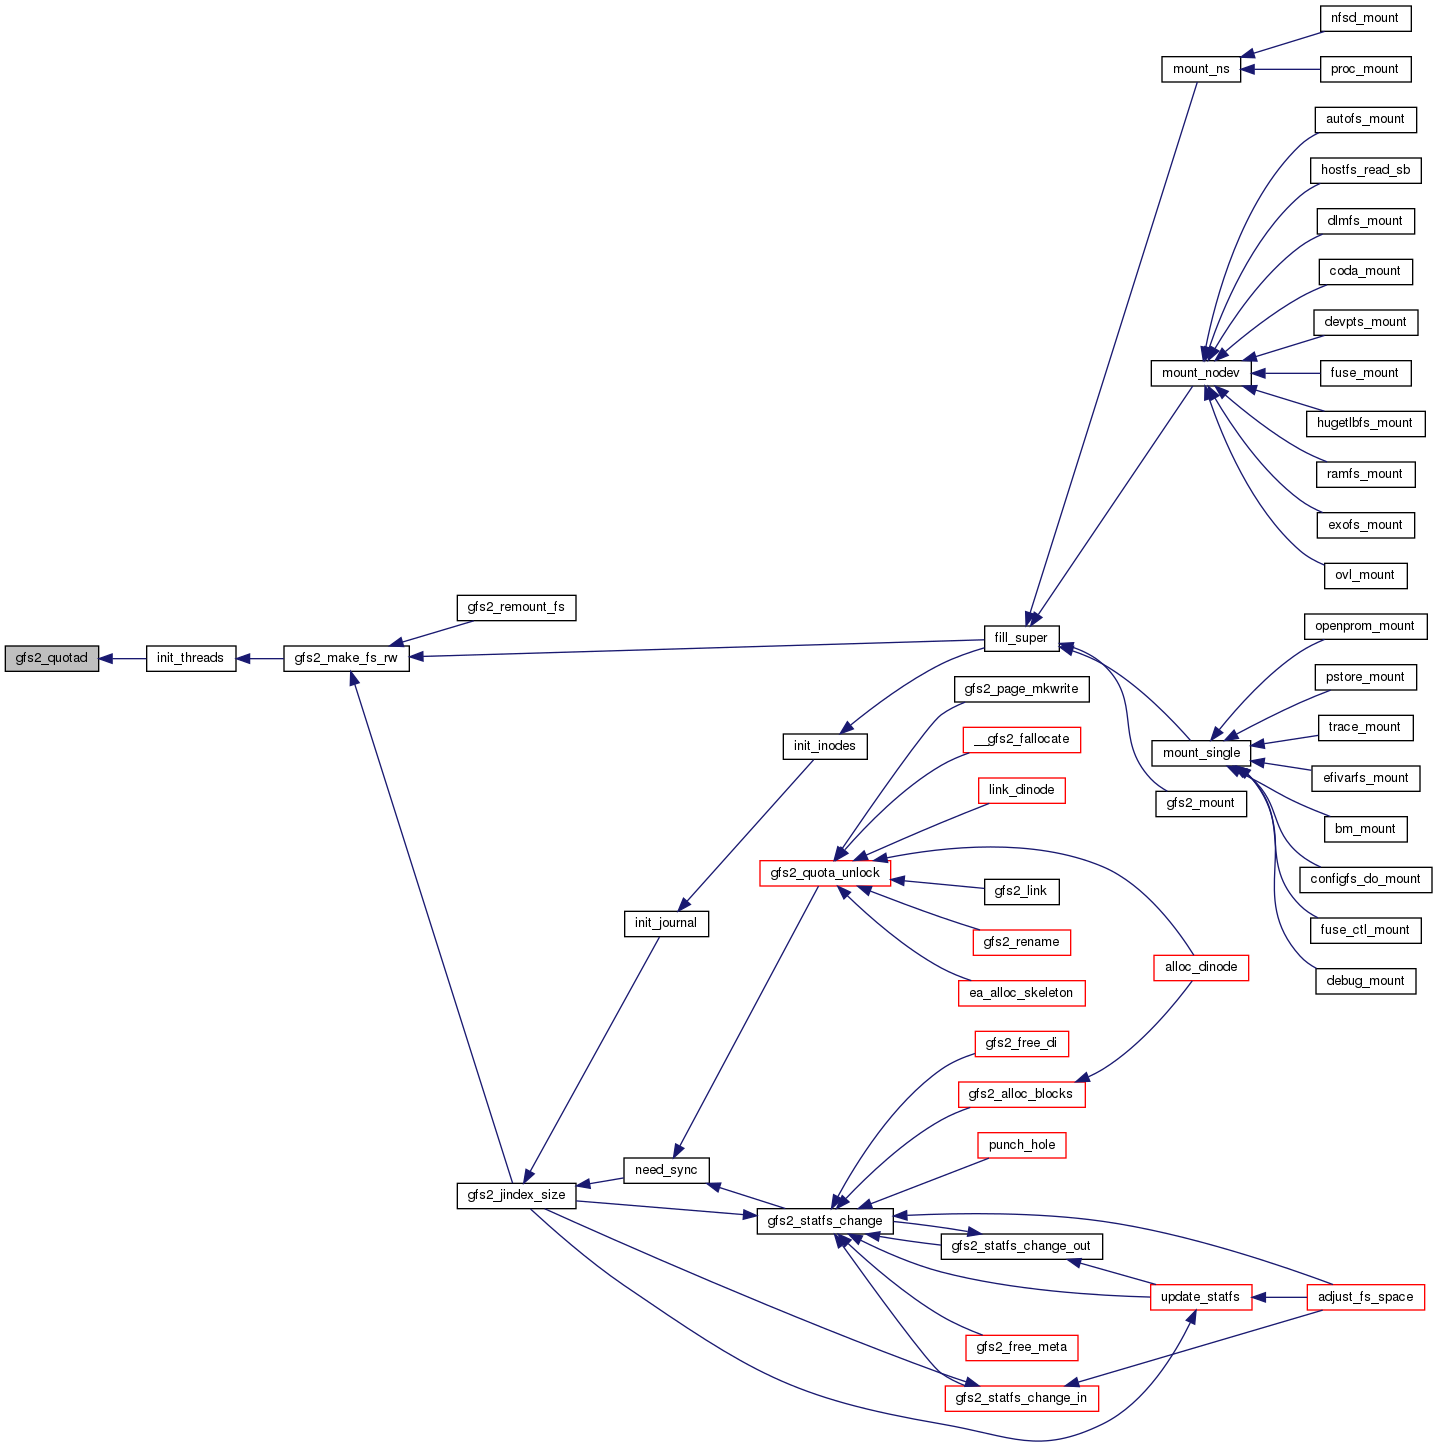 nfsd_mount
mount_ns
proc_mount
autofs_mount
hostfs_read_sb
dlmfs_mount
coda_mount
devpts_mount
mount_nodev
fuse_mount
hugetlbfs_mount
ramfs_mount
exofs_mount
ovl_mount
gfs2_remount_fs
openprom_mount
fill_super
gfs2_quotad
init_threads
gfs2_make_fs_rw
pstore_mount
gfs2_page_mkwrite
trace_mount
__gfs2_fallocate
init_inodes
mount_single
efivarfs_mount
link_dinode
gfs2_mount
bm_mount
gfs2_quota_unlock
configfs_do_mount
gfs2_link
init_journal
fuse_ctl_mount
gfs2_rename
alloc_dinode
debug_mount
ea_alloc_skeleton
gfs2_free_di
gfs2_alloc_blocks
punch_hole
need_sync
gfs2_jindex_size
gfs2_statfs_change
gfs2_statfs_change_out
update_statfs
adjust_fs_space
gfs2_free_meta
gfs2_statfs_change_in